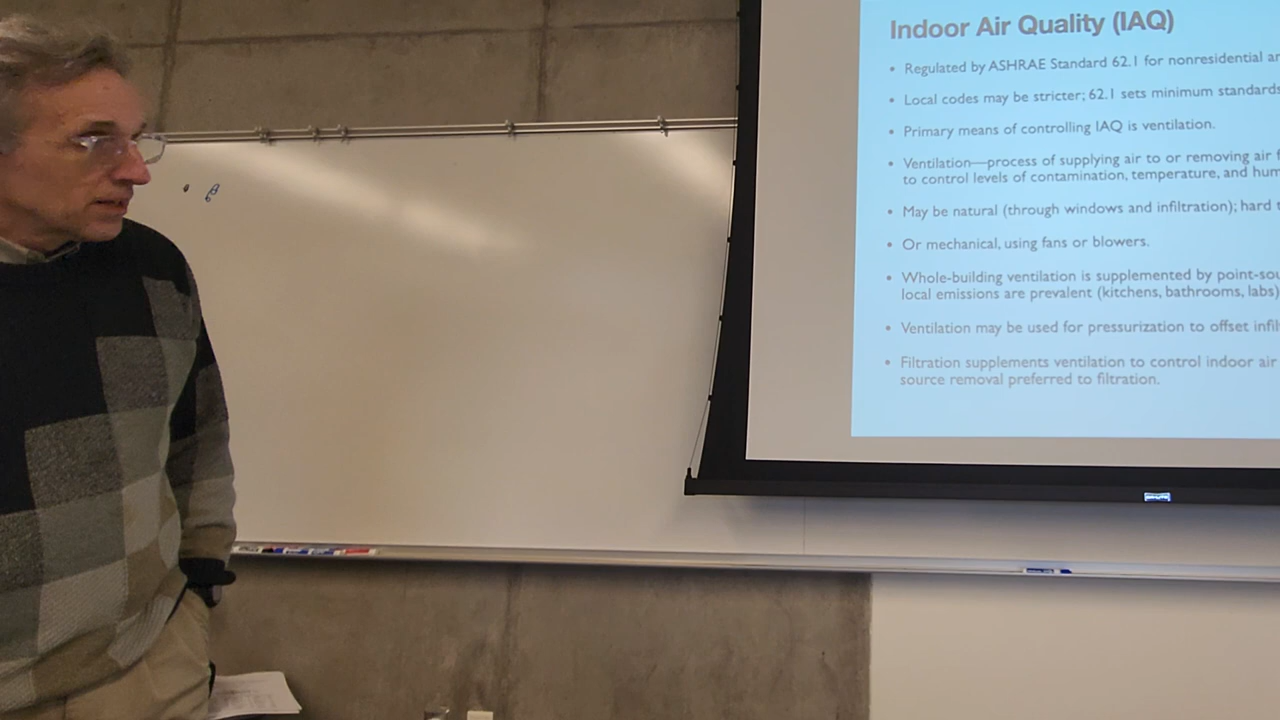 Indoor Air Quality (IAQ)
• Regulated by ASHRAE Standard 62.1 for nonresidential
• Local codes may be stricter; 62.1 sets minimum standards
• Primary means of controlling IAQ is ventilation.
• Ventilation—process of supplying air to or removing air
to control levels of contamination, temperature, and
• May be natural (through windows and infiltration); hard
• Or mechanical, using fans or blowers.
• Whole-building ventilation is supplemented by
local emissions are prevalent (kitchens, bathrooms, labs)
• Ventilation may be used for pressurization to offset
• Filtration supplements ventilation to control indoor air
source removal preferred to filtration.